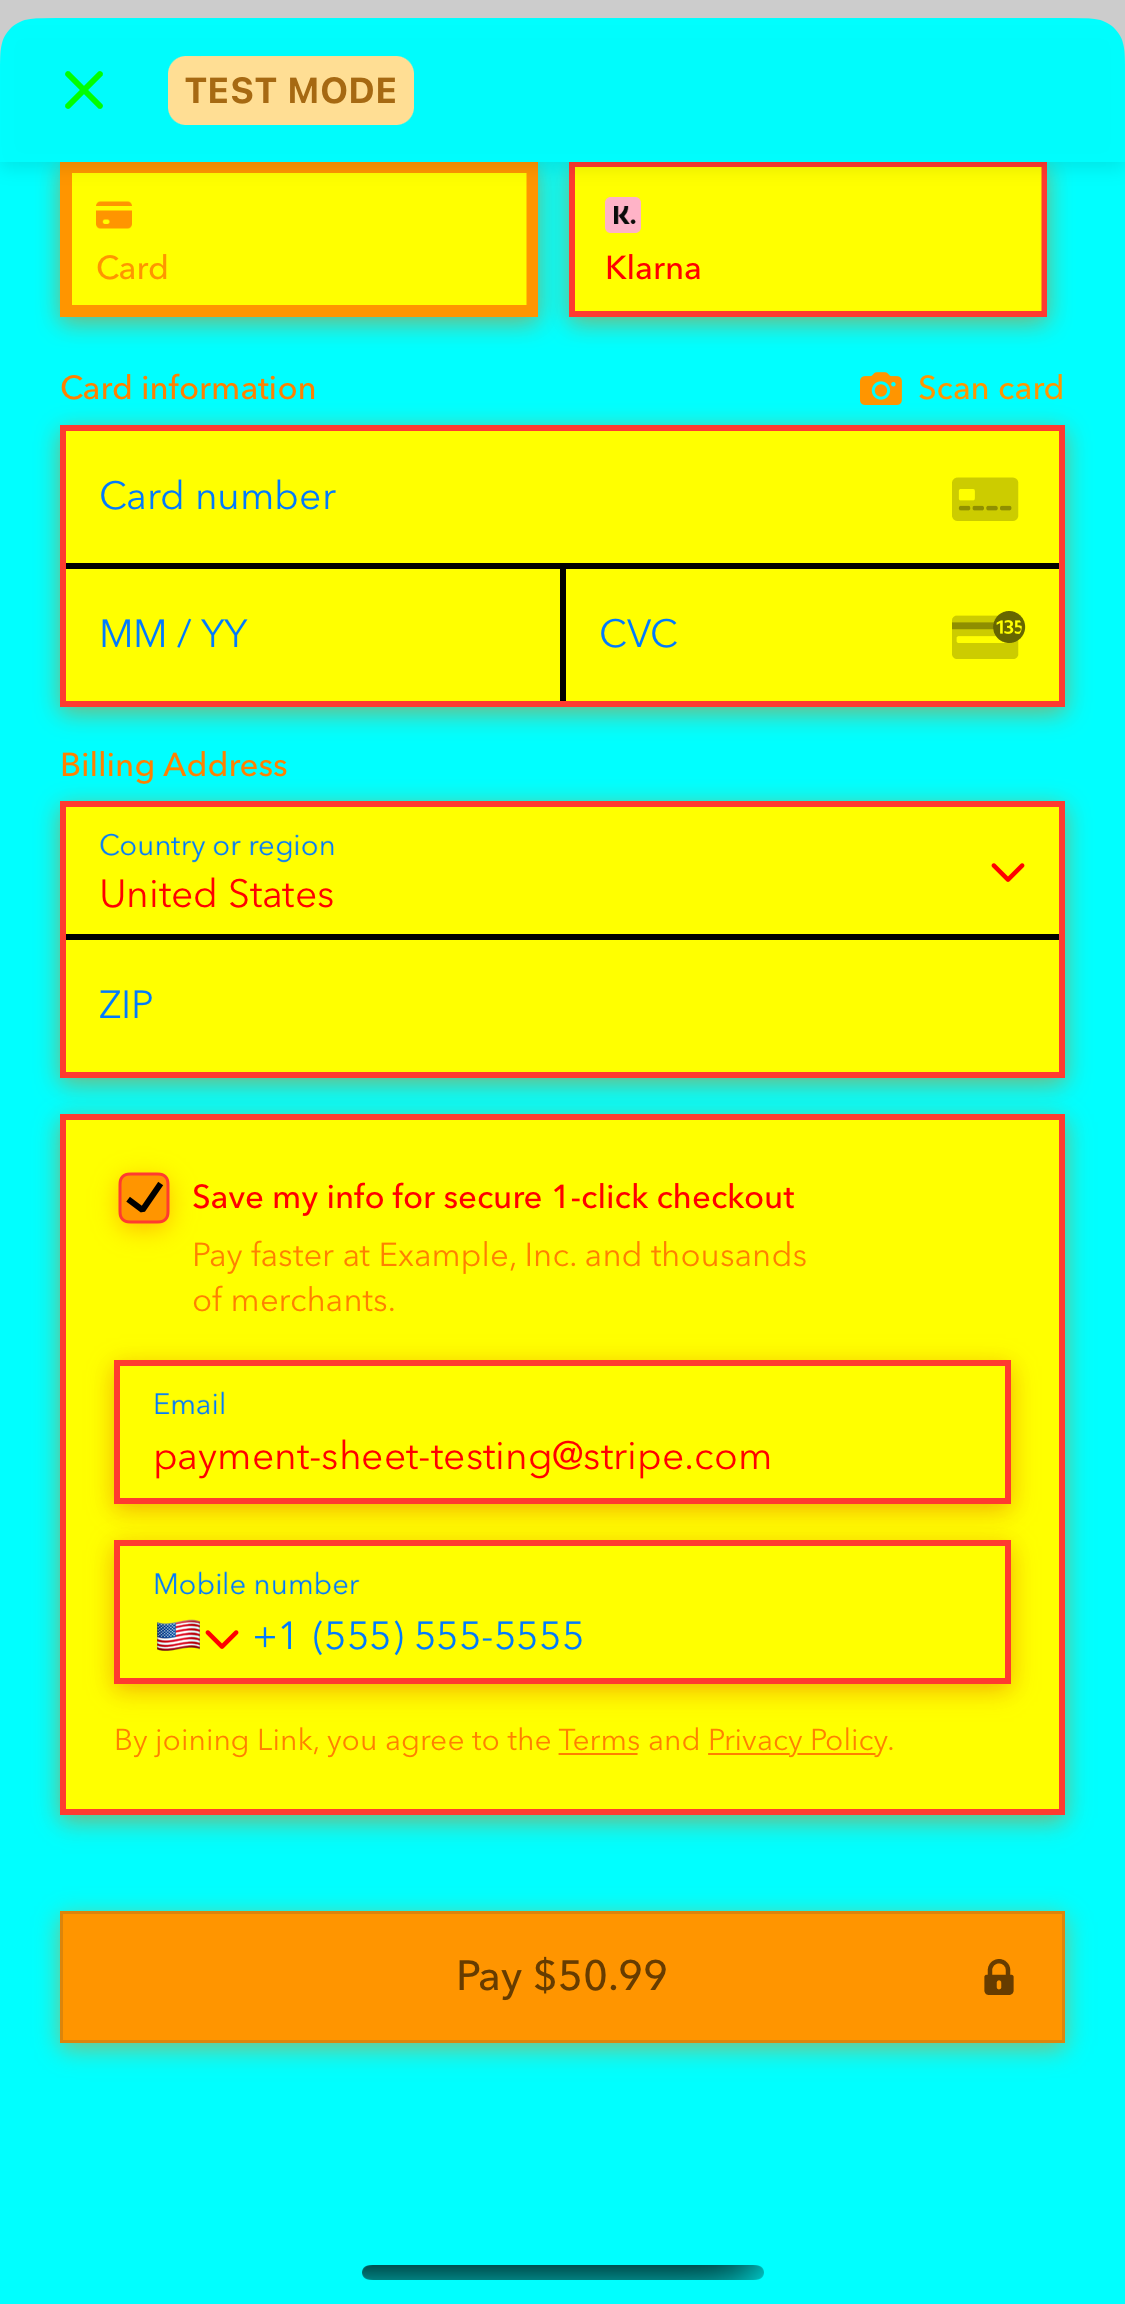 TEST MODE
Card
K.
Klarna
Card information
Scan card
Card number
MM / YY
CVC
135
Billing Address
Country or region
United States
ZIP
Save my info for secure 1-click checkout
Pay faster at Example, Inc. and thousands
of merchants.
Email
payment-sheet-testing@stripe.com
Mobile number
+1 (555) 555-5555
By joining Link, you agree to the Terms and Privacy Policy.
Pay $50.99